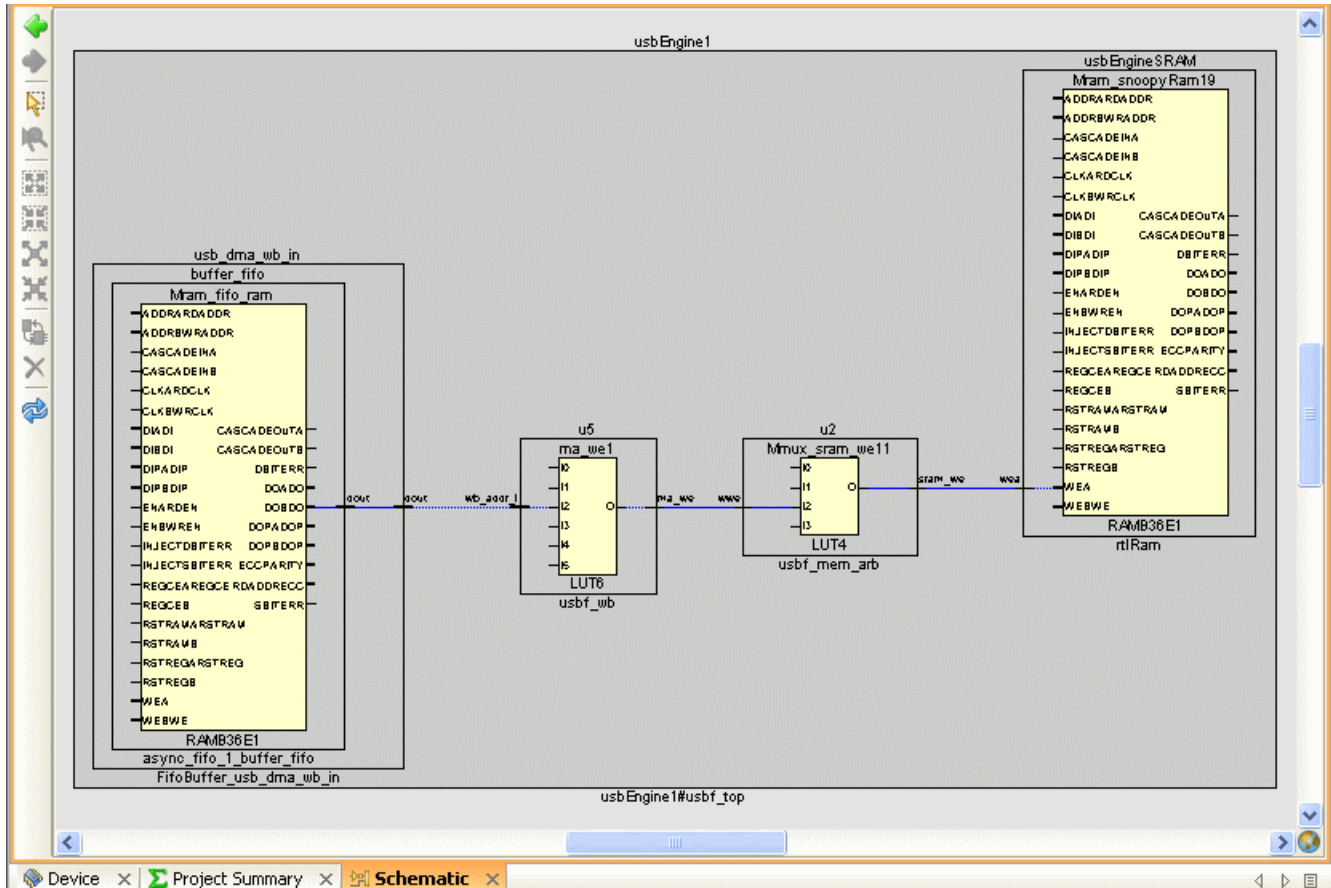 usbEngine1
usbEngineSRAM
Mram_snoopyRam19
ADDRARDADDR
ADDRBWRADDR
CASCADEINA
CASCADEINB
CLKARDCLK
CLKBWRCLK
DIADI CASCADEOUTA
DIBDI CASCADEOUTB
DIPADIP DBITERR
DIPBDIP DOADO
ENARDEN DOBDO
ENBWREN DOPADOP
INJECTDBITERR DOPBDOP
INJECTSBITERR ECCPARITY
REGCEAREGCE RDADDRECC
REGCEB SBITERR
RSTRAMARSTRAM
RSTRAMB
RSTREGARSTREG
RSTREGB
WEA
WEBWE
RAMB36E1
rtlRam
usb_dma_wb_in
buffer_fifo
Mram_fifo_ram
ADDRARDADDR
ADDRBWRADDR
CASCADEINA
CASCADEINB
CLKARDCLK
CLKBWRCLK
DIADI CASCADEOUTA
DIBDI CASCADEOUTB
DIPADIP DBITERR
DIPBDIP DOADO
ENARDEN DOBDO
ENBWREN DOPADOP
INJECTDBITERR DOPBDOP
INJECTSBITERR ECCPARITY
REGCEAREGCE RDADDRECC
REGCEB SBITERR
RSTRAMARSTRAM
RSTRAMB
RSTREGARSTREG
RSTREGB
WEA
WEBWE
RAMB36E1
async_fifo_1_buffer_fifo
FifoBuffer_usb_dma_wb_in
dout dout wb_addr_i
u5
ma_we1
I0
I1
I2 O
I3
I4
I5
LUT6
usbf_wb
ma_we wwe
u2
Mmux_sram_we11
I0
I1 O
I2
I3
LUT4
usbf_mem_arb
sram_we wea
usbEngine1#usbf_top
Device Project Summary Schematic